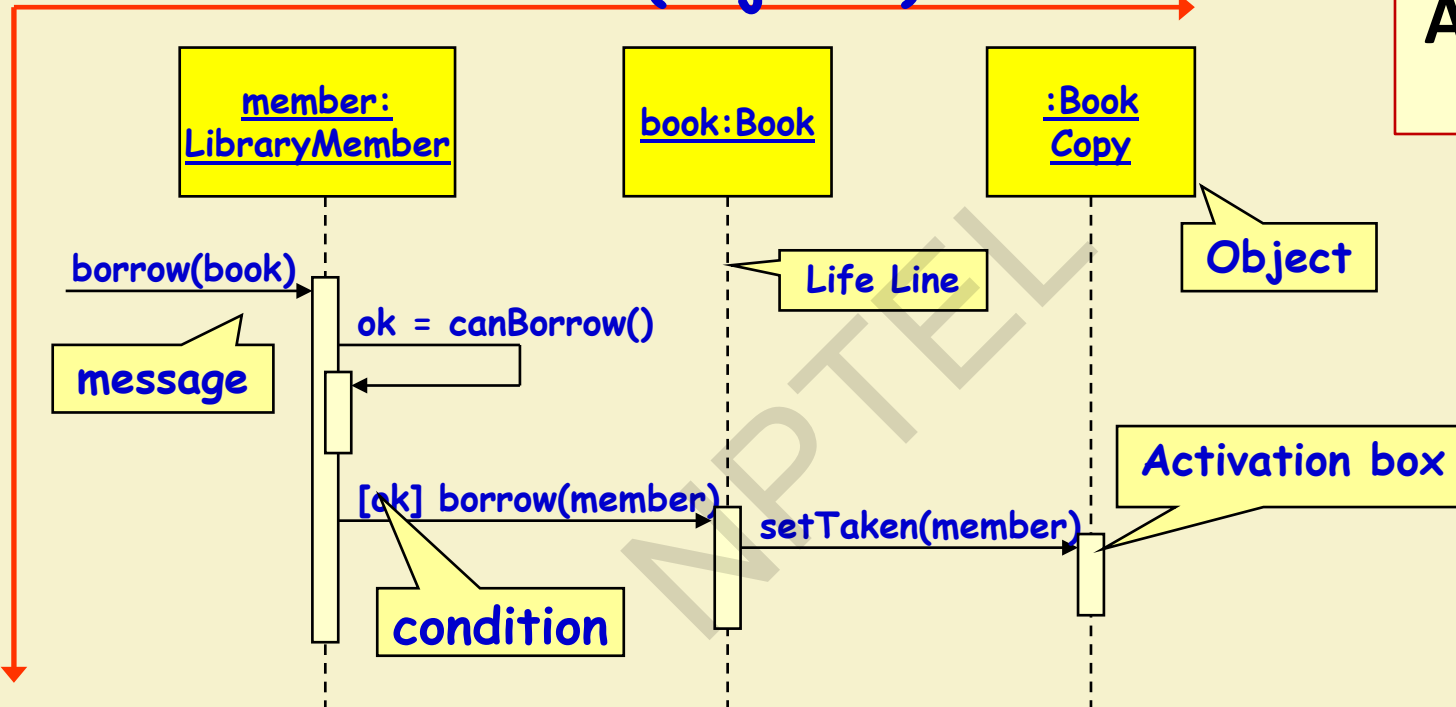 member:
LibraryMember
book:Book
:Book
Copy
Object
borrow(book)
Life Line
ok = canBorrow()
message
Activation box
[ok] borrow(member)
setTaken(member)
condition
NPTEL